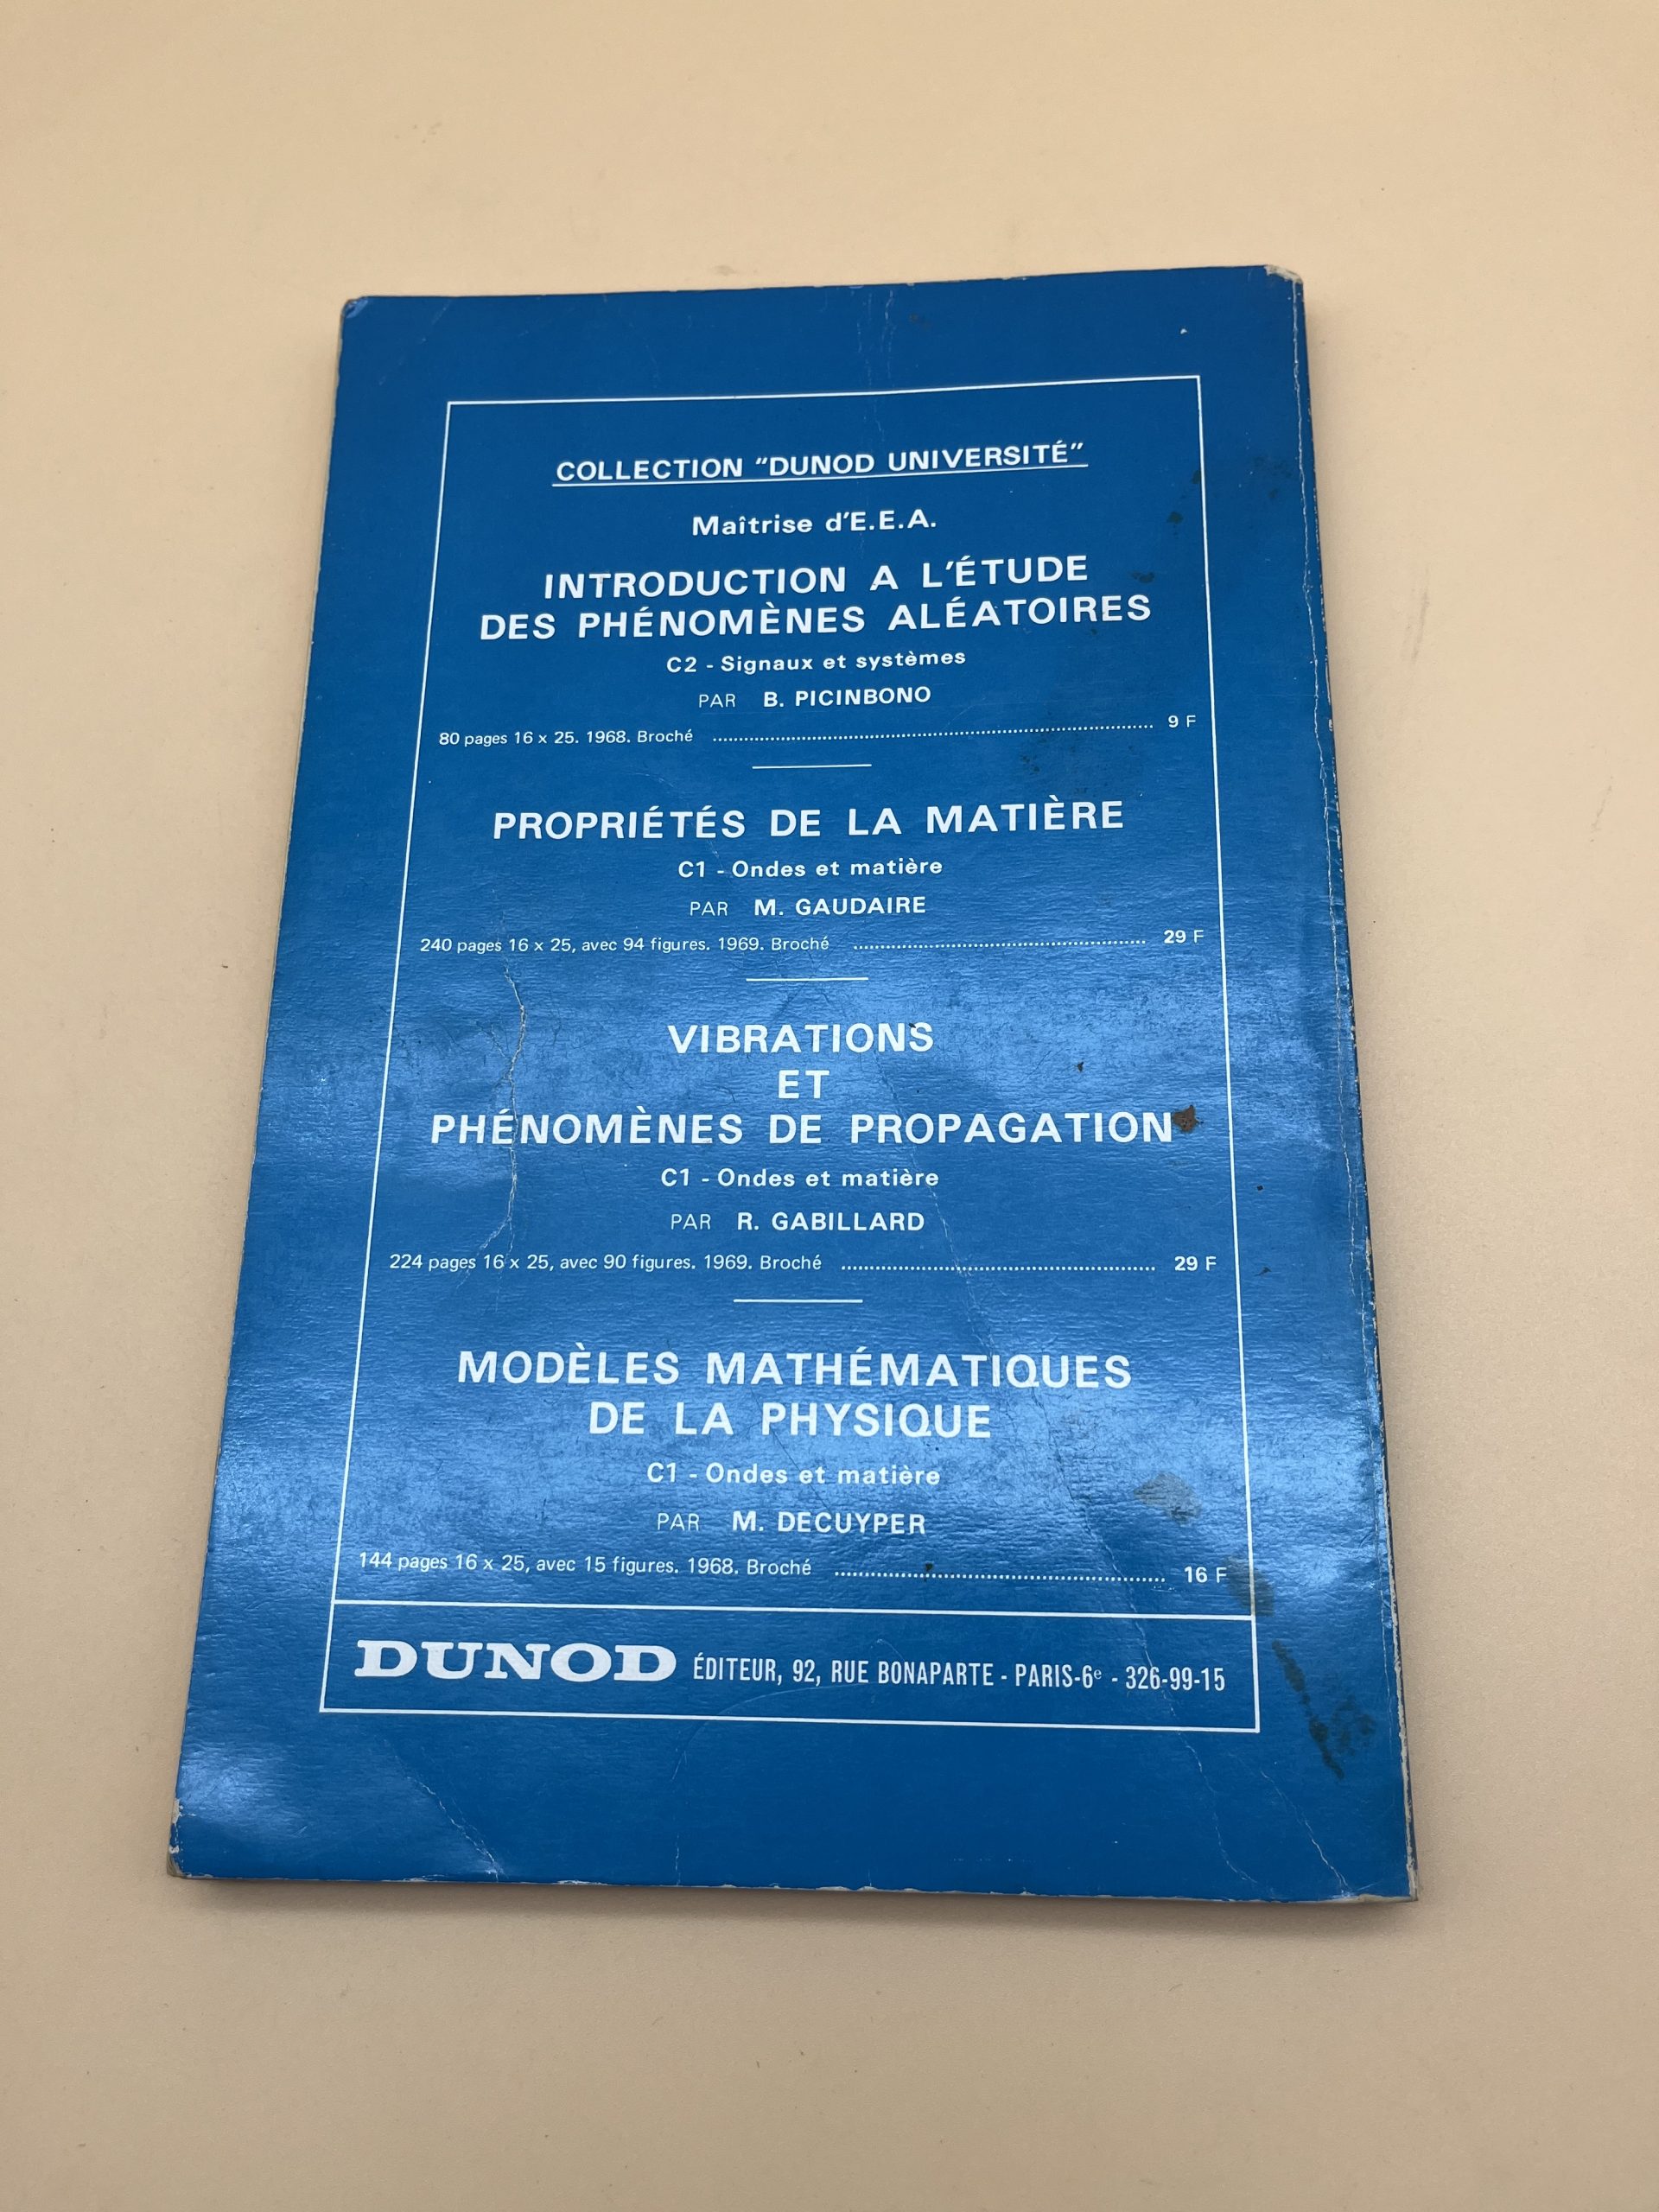 COLLECTION "DUNOD UNIVERSITÉ"
Maîtrise d'E.E.A.
INTRODUCTION A L'ÉTUDE
DES PHÉNOMÈNES ALÉATOIRES
C2 - Signaux et systèmes
PAR B. PICINBONO
80 pages 16 x 25. 1968. Broché ........................................ 9 F
PROPRIÉTÉS DE LA MATIÈRE
C1 - Ondes et matière
PAR M. GAUDAIRE
240 pages 16 x 25, avec 94 figures. 1969. Broché ........................................ 29 F
VIBRATIONS
ET
PHÉNOMÈNES DE PROPAGATION
C1 - Ondes et matière
PAR R. GABILLARD
224 pages 16 x 25, avec 90 figures. 1969. Broché ........................................ 29 F
MODÈLES MATHÉMATIQUES
DE LA PHYSIQUE
C1 - Ondes et matière
PAR M. DECUYPER
144 pages 16 x 25, avec 15 figures. 1968. Broché ........................................ 16 F
DUNOD ÉDITEUR, 92, RUE BONAPARTE - PARIS-6e - 326-99-15